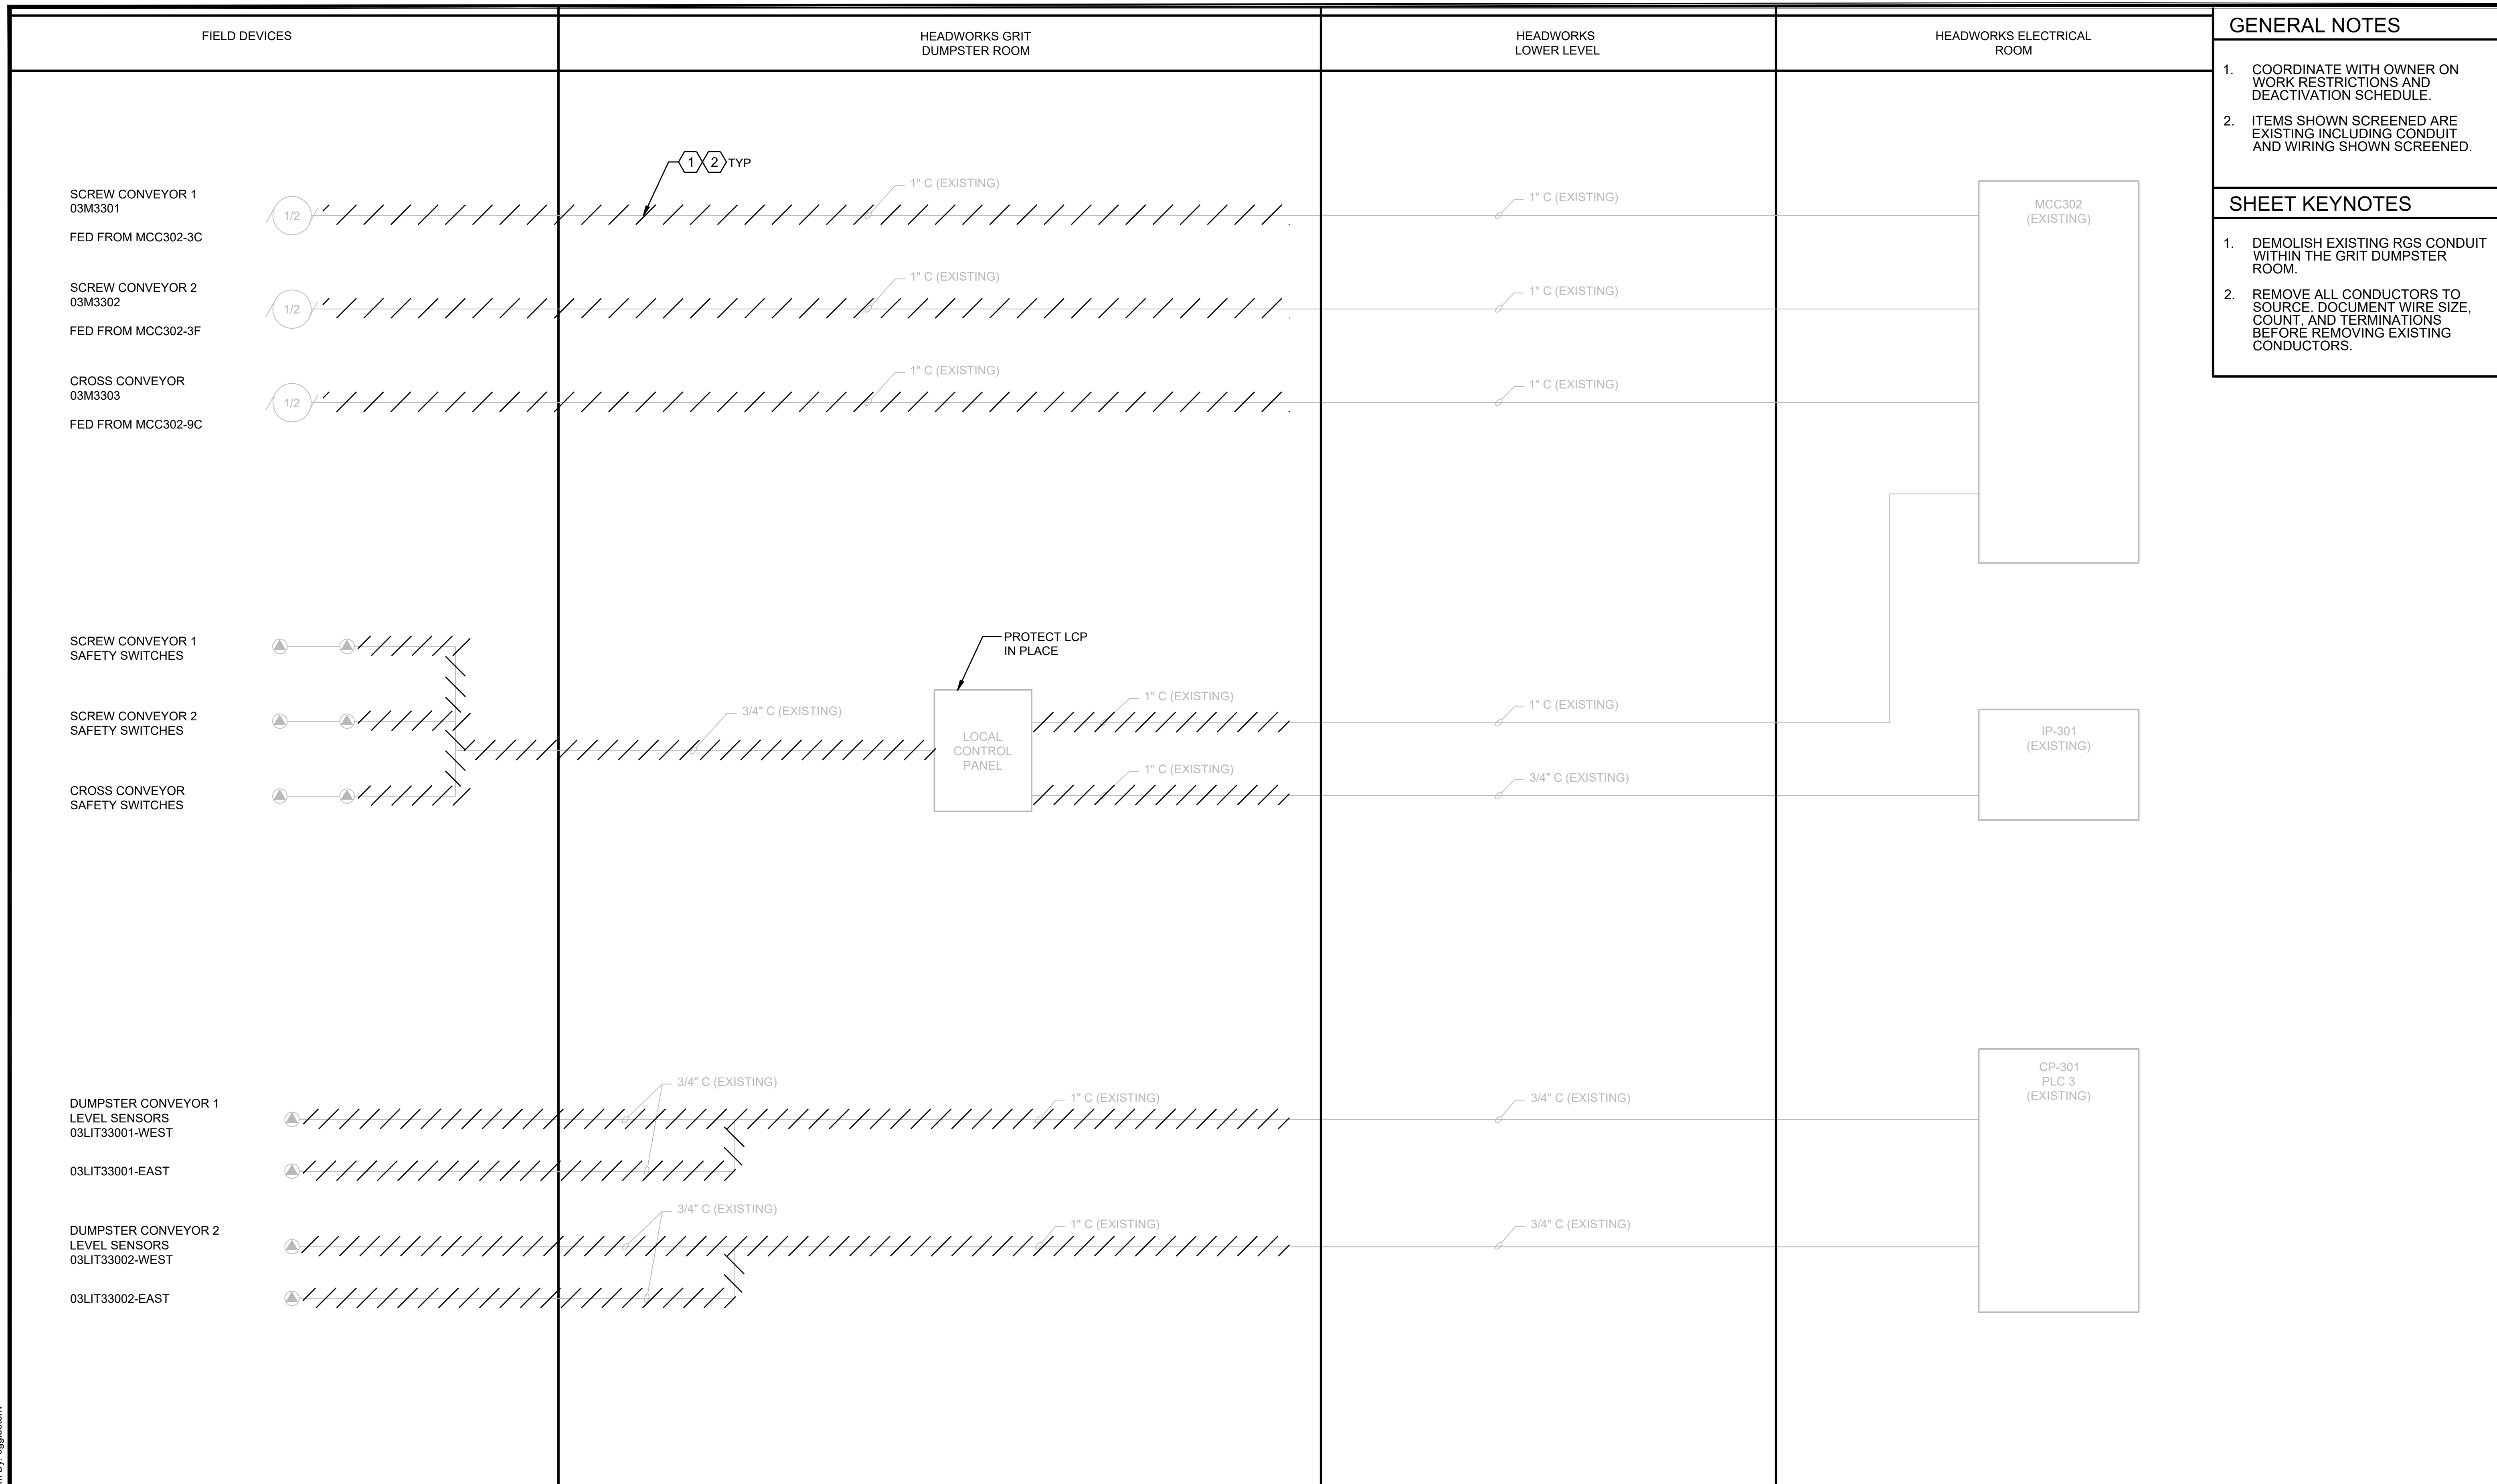 FIELD DEVICES
HEADWORKS GRIT
DUMPSTER ROOM
HEADWORKS
LOWER LEVEL
HEADWORKS ELECTRICAL
ROOM
GENERAL NOTES
1. COORDINATE WITH OWNER ON
WORK RESTRICTIONS AND
DEACTIVATION SCHEDULE.
2. ITEMS SHOWN SCREENED ARE
EXISTING INCLUDING CONDUIT
AND WIRING SHOWN SCREENED.
SHEET KEYNOTES
1. DEMOLISH EXISTING RGS CONDUIT
WITHIN THE GRIT DUMPSTER
ROOM.
2. REMOVE ALL CONDUCTORS TO
SOURCE. DOCUMENT WIRE SIZE,
COUNT, AND TERMINATIONS
BEFORE REMOVING EXISTING
CONDUCTORS.
1 2 TYP
SCREW CONVEYOR 1
03M3301
FED FROM MCC302-3C
1/2
1" C (EXISTING)
1" C (EXISTING)
MCC302
(EXISTING)
SCREW CONVEYOR 2
03M3302
FED FROM MCC302-3F
1/2
1" C (EXISTING)
1" C (EXISTING)
CROSS CONVEYOR
03M3303
FED FROM MCC302-9C
1/2
1" C (EXISTING)
1" C (EXISTING)
SCREW CONVEYOR 1
SAFETY SWITCHES
SCREW CONVEYOR 2
SAFETY SWITCHES
CROSS CONVEYOR
SAFETY SWITCHES
3/4" C (EXISTING)
PROTECT LCP
IN PLACE
LOCAL
CONTROL
PANEL
1" C (EXISTING)
1" C (EXISTING)
1" C (EXISTING)
3/4" C (EXISTING)
IP-301
(EXISTING)
DUMPSTER CONVEYOR 1
LEVEL SENSORS
03LIT33001-WEST
03LIT33001-EAST
3/4" C (EXISTING)
1" C (EXISTING)
3/4" C (EXISTING)
CP-301
PLC 3
(EXISTING)
DUMPSTER CONVEYOR 2
LEVEL SENSORS
03LIT33002-WEST
03LIT33002-EAST
3/4" C (EXISTING)
1" C (EXISTING)
3/4" C (EXISTING)